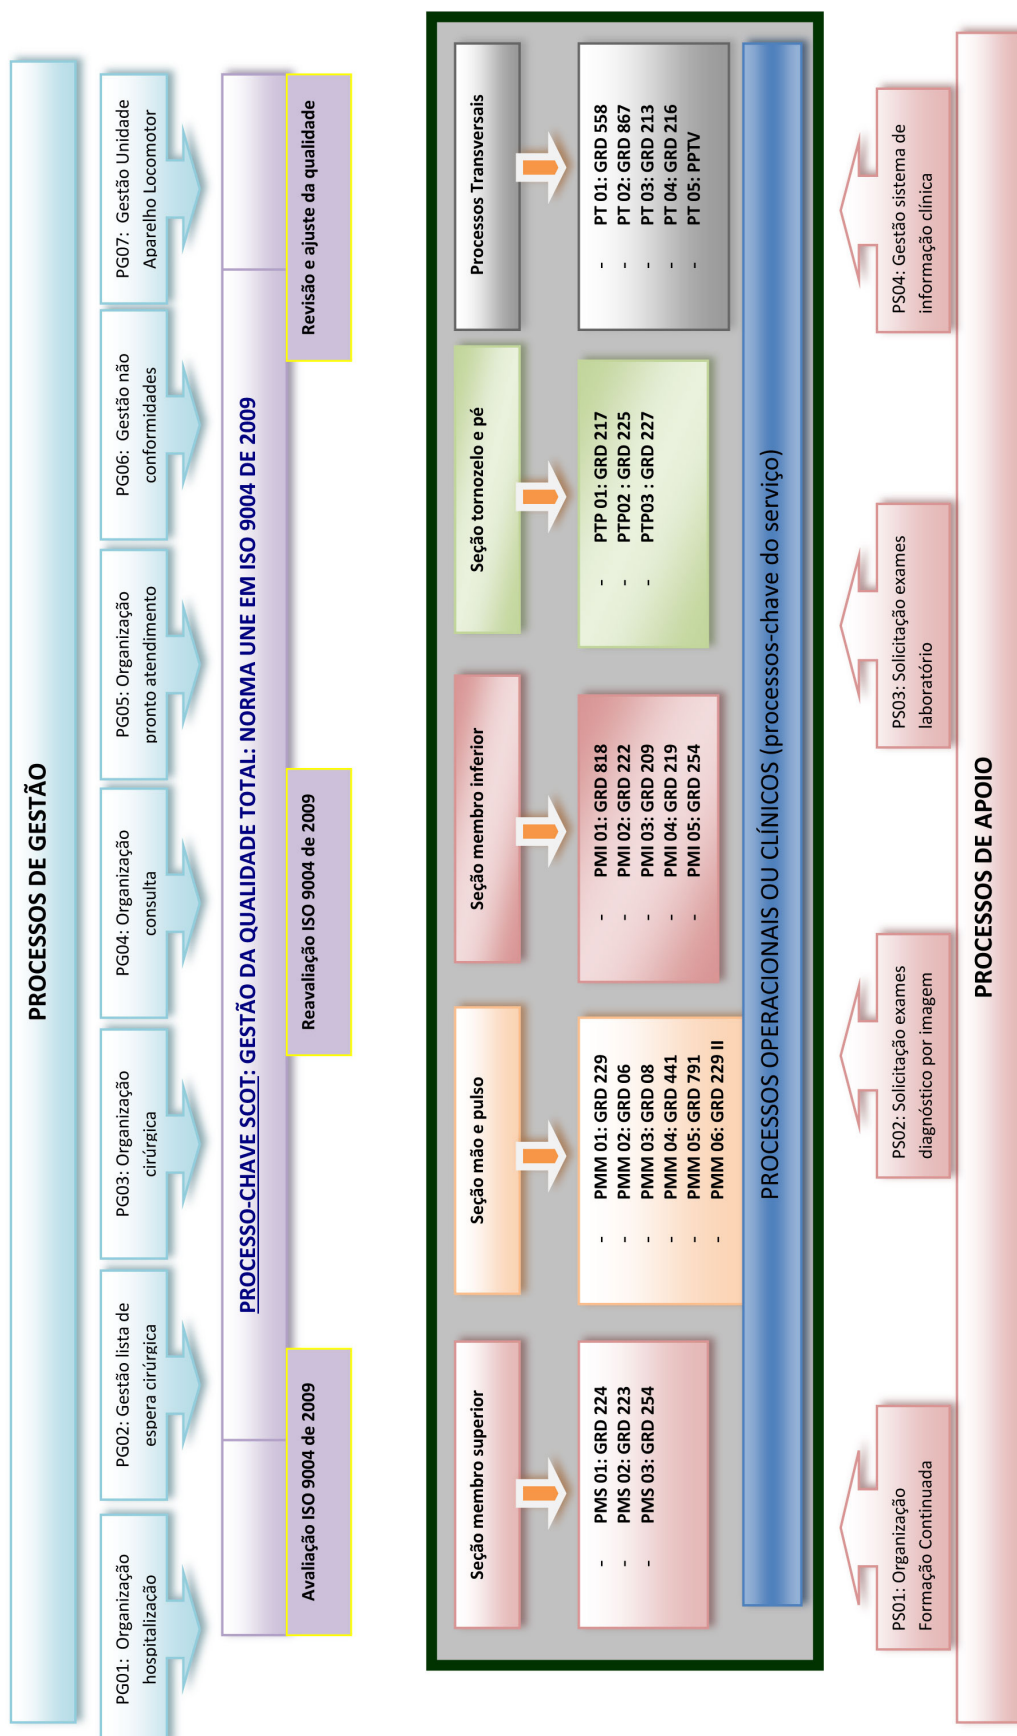 PROCESSOS DE GESTÃO
PG01: Organização
hospitalização
PG02: Gestão lista de
espera cirúrgica
PG03: Organização
cirúrgica
PG04: Organização
consulta
PG05: Organização
pronto atendimento
PG06: Gestão não
conformidades
PG07: Gestão Unidade
Aparelho Locomotor
PROCESSO-CHAVE SCOT: GESTÃO DA QUALIDADE TOTAL: NORMA UNE EM ISO 9004 DE 2009
Avaliação ISO 9004 de 2009
Reavaliação ISO 9004 de 2009
Revisão e ajuste da qualidade
Seção membro superior
- PMS 01: GRD 224
- PMS 02: GRD 223
- PMS 03: GRD 254
Seção mão e pulso
- PMM 01: GRD 229
- PMM 02: GRD 06
- PMM 03: GRD 08
- PMM 04: GRD 441
- PMM 05: GRD 791
- PMM 06: GRD 229 II
Seção membro inferior
- PMI 01: GRD 818
- PMI 02: GRD 222
- PMI 03: GRD 209
- PMI 04: GRD 219
- PMI 05: GRD 254
Seção tornozelo e pé
- PTP 01: GRD 217
- PTP02 : GRD 225
- PTP03 : GRD 227
Processos Transversais
- PT 01: GRD 558
- PT 02: GRD 867
- PT 03: GRD 213
- PT 04: GRD 216
- PT 05: PPTV
PROCESSOS OPERACIONAIS OU CLÍNICOS (processos-chave do serviço)
PS01: Organização
Formação Continuada
PS02: Solicitação exames
diagnóstico por imagem
PS03: Solicitação exames
laboratório
PS04: Gestão sistema de
informação clínica
PROCESSOS DE APOIO